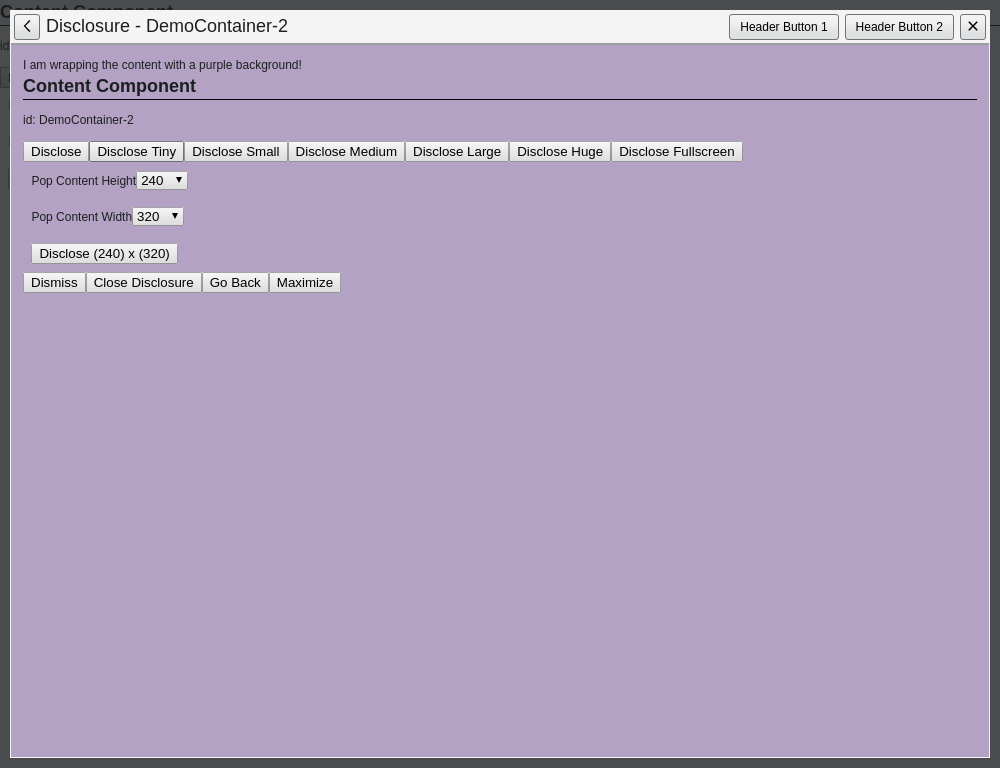 Disclosure - DemoContainer-2
Header Button 1
Header Button 2
I am wrapping the content with a purple background!
Content Component
id: DemoContainer-2
Disclose Disclose Tiny Disclose Small Disclose Medium Disclose Large Disclose Huge Disclose Fullscreen
Pop Content Height 240
Pop Content Width 320
Disclose (240) x (320)
Dismiss Close Disclosure Go Back Maximize